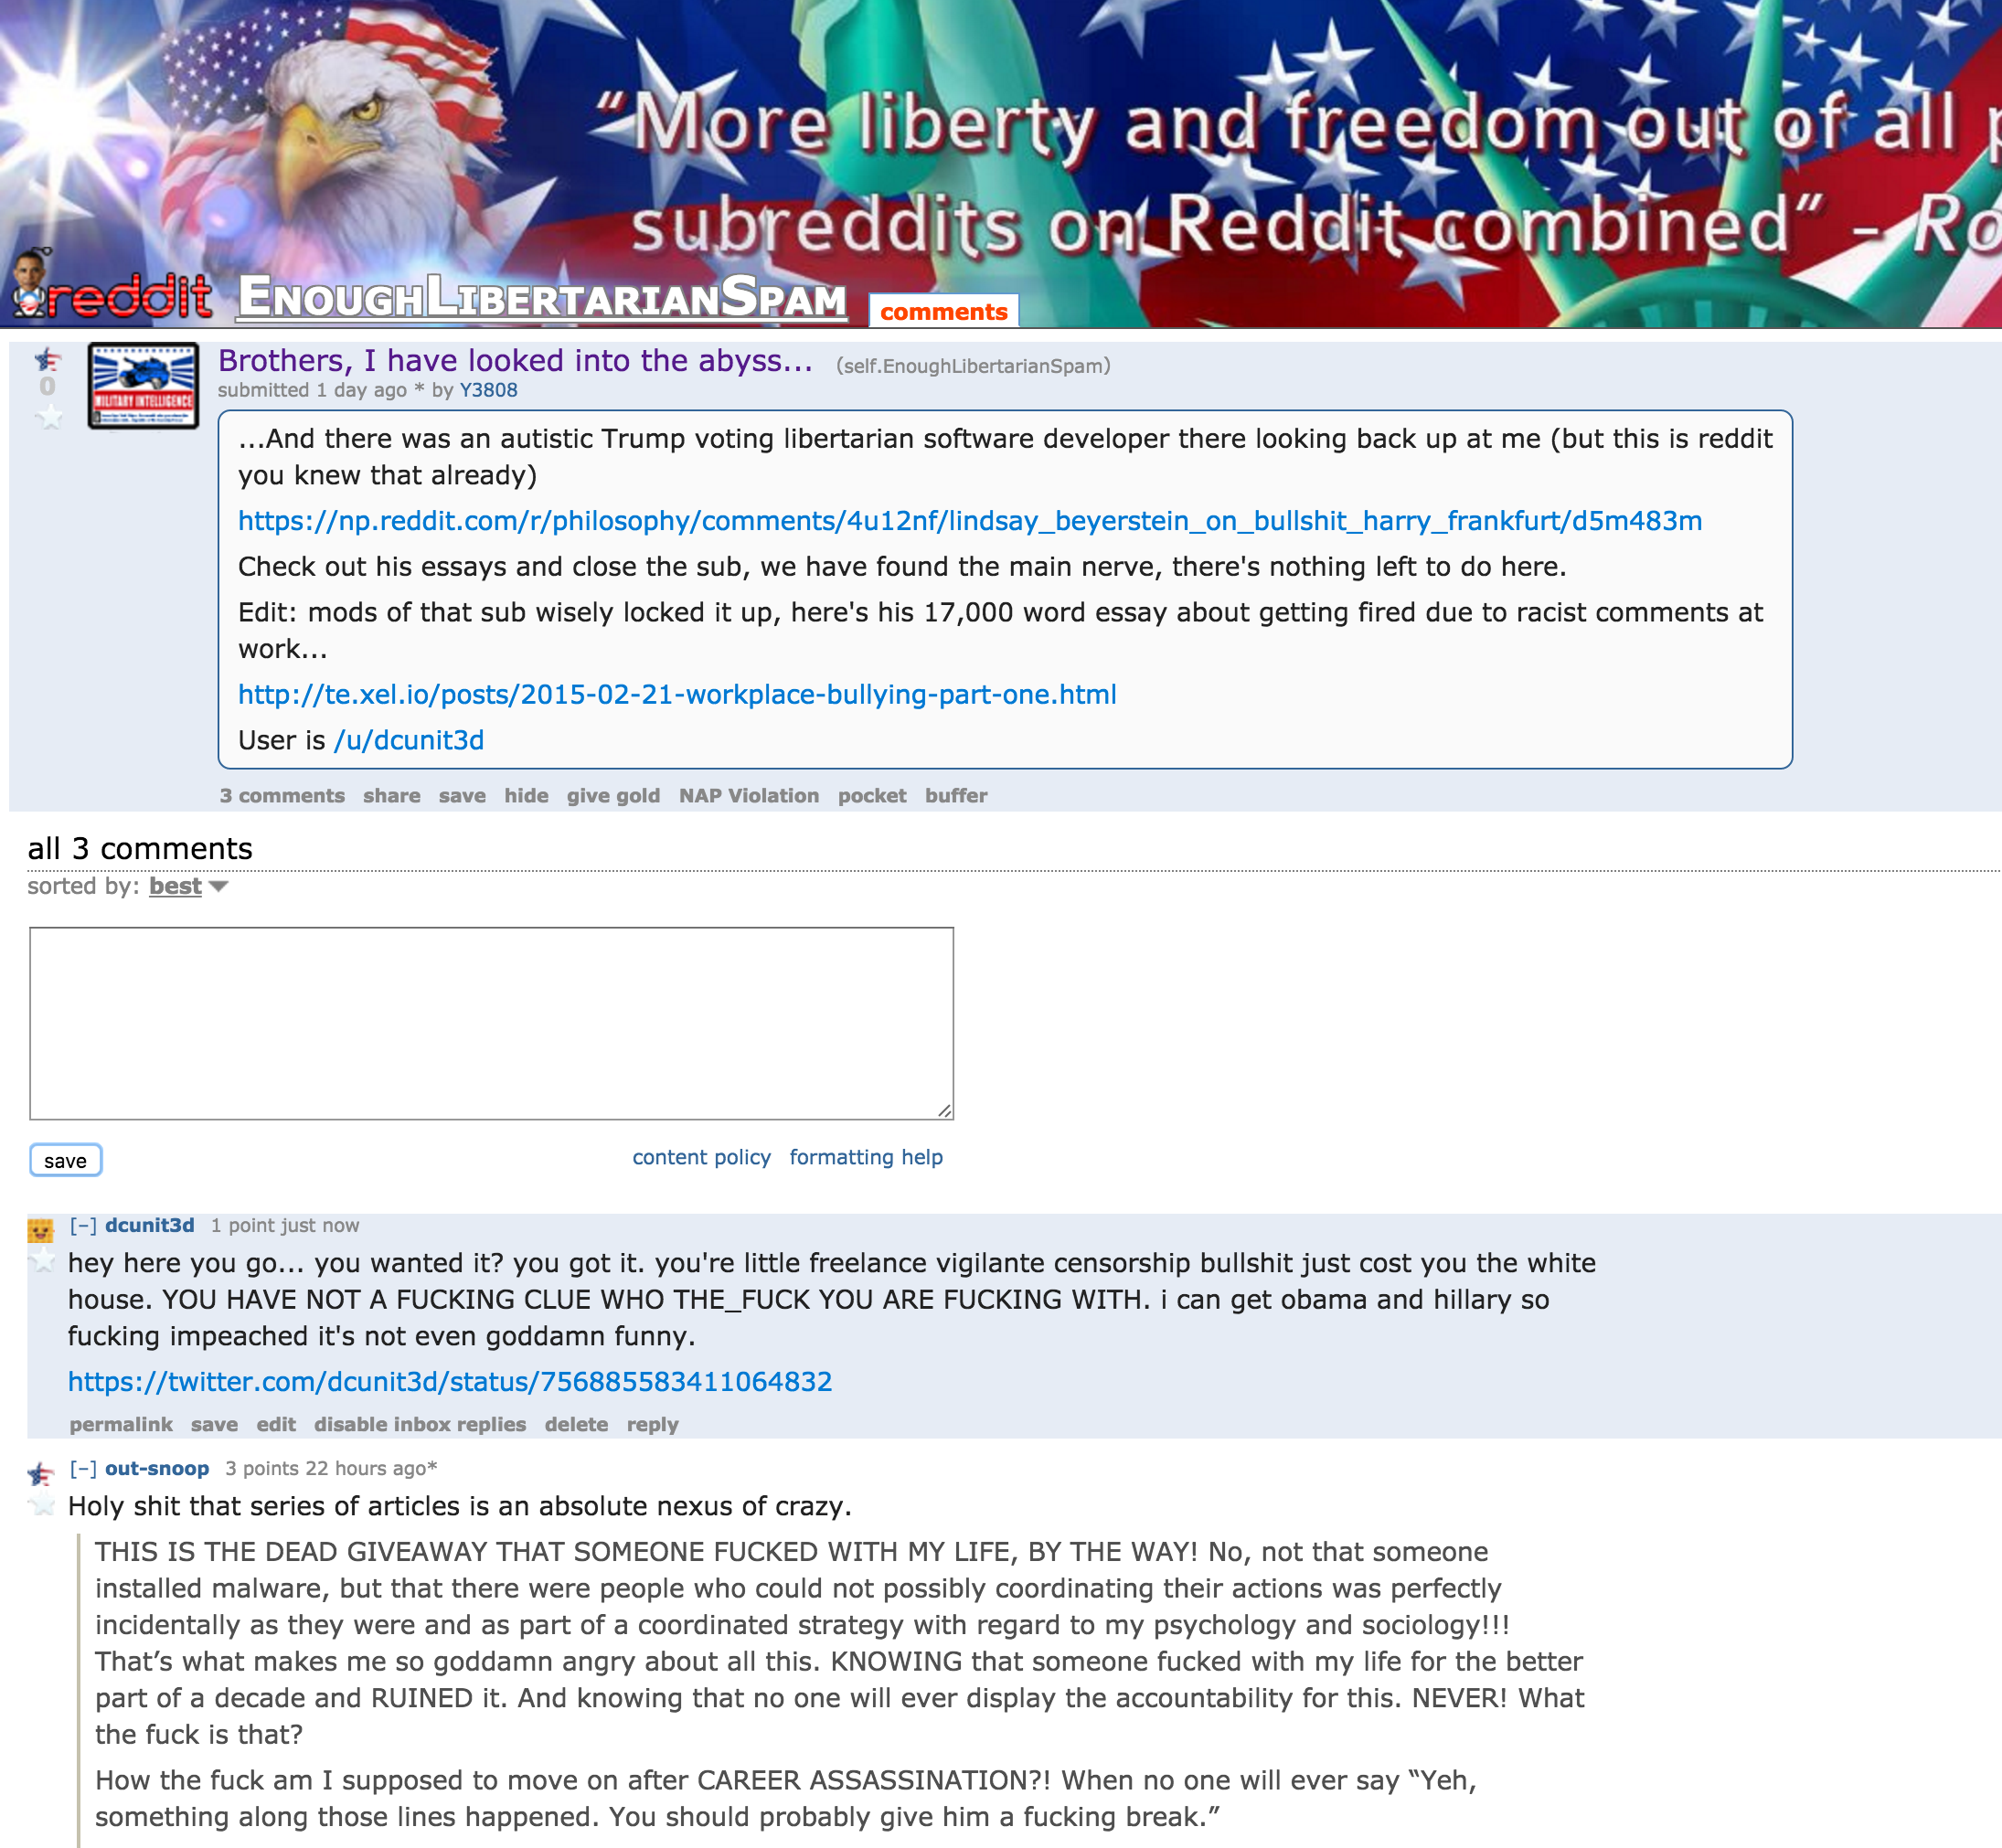 “More liberty and freedom out of all
subreddits on Reddit combined” – Ro
reddit EnoughLibertarianSpam comments
Brothers, I have looked into the abyss... (self.EnoughLibertarianSpam)
0
submitted 1 day ago * by Y3808
MILITARY INTELLIGENCE
...And there was an autistic Trump voting libertarian software developer there looking back up at me (but this is reddit
you knew that already)
https://np.reddit.com/r/philosophy/comments/4u12nf/lindsay_beyerstein_on_bullshit_harry_frankfurt/d5m483m
Check out his essays and close the sub, we have found the main nerve, there's nothing left to do here.
Edit: mods of that sub wisely locked it up, here's his 17,000 word essay about getting fired due to racist comments at
work...
http://te.xel.io/posts/2015-02-21-workplace-bullying-part-one.html
User is /u/dcunit3d
3 comments share save hide give gold NAP Violation pocket buffer
all 3 comments
sorted by: best
save content policy formatting help
[–] dcunit3d 1 point just now
hey here you go... you wanted it? you got it. you're little freelance vigilante censorship bullshit just cost you the white
house. YOU HAVE NOT A FUCKING CLUE WHO THE_FUCK YOU ARE FUCKING WITH. i can get obama and hillary so
fucking impeached it's not even goddamn funny.
https://twitter.com/dcunit3d/status/756885583411064832
permalink save edit disable inbox replies delete reply
[–] out-snoop 3 points 22 hours ago*
Holy shit that series of articles is an absolute nexus of crazy.
THIS IS THE DEAD GIVEAWAY THAT SOMEONE FUCKED WITH MY LIFE, BY THE WAY! No, not that someone
installed malware, but that there were people who could not possibly coordinating their actions was perfectly
incidentally as they were and as part of a coordinated strategy with regard to my psychology and sociology!!!
That’s what makes me so goddamn angry about all this. KNOWING that someone fucked with my life for the better
part of a decade and RUINED it. And knowing that no one will ever display the accountability for this. NEVER! What
the fuck is that?
How the fuck am I supposed to move on after CAREER ASSASSINATION?! When no one will ever say “Yeh,
something along those lines happened. You should probably give him a fucking break.”